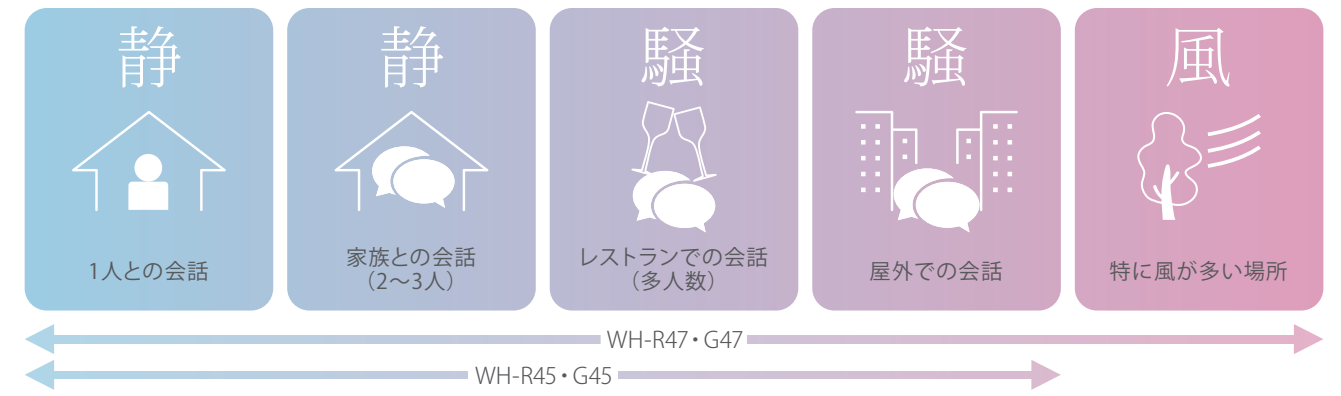 静
1人との会話
静
家族との会話
（2～3人）
騒
レストランでの会話
（多人数）
騒
屋外での会話
風
特に風が多い場所
WH-R47・G47
WH-R45・G45